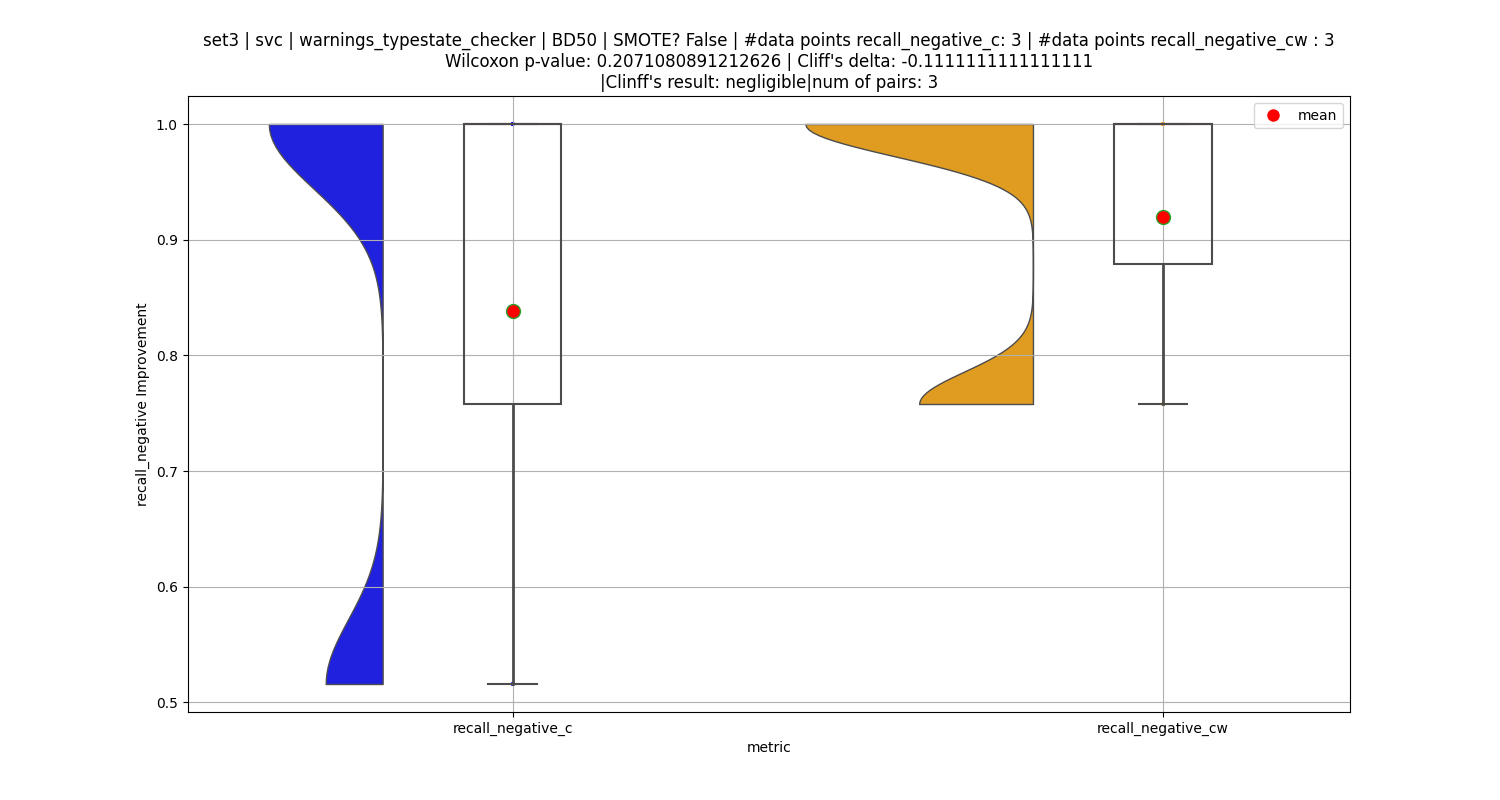 set3 | svc | warnings_typestate_checker | BD50 | SMOTE? False | #data points recall_negative_c: 3 | #data points recall_negative_cw : 3
Wilcoxon p-value: 0.2071080891212626 | Cliff's delta: -0.1111111111111111
|Clinff's result: negligible|num of pairs: 3
mean
1.0
0.9
0.8
0.7
0.6
0.5
recall_negative Improvement
recall_negative_c
recall_negative_cw
metric